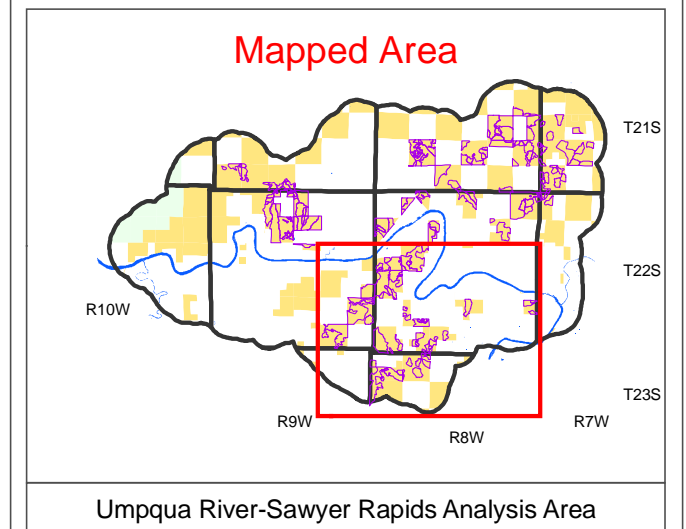 Mapped Area
T21S
T22S
R10W
T23S
R9W
R7W
R8W
Umpqua River-Sawyer Rapids Analysis Area